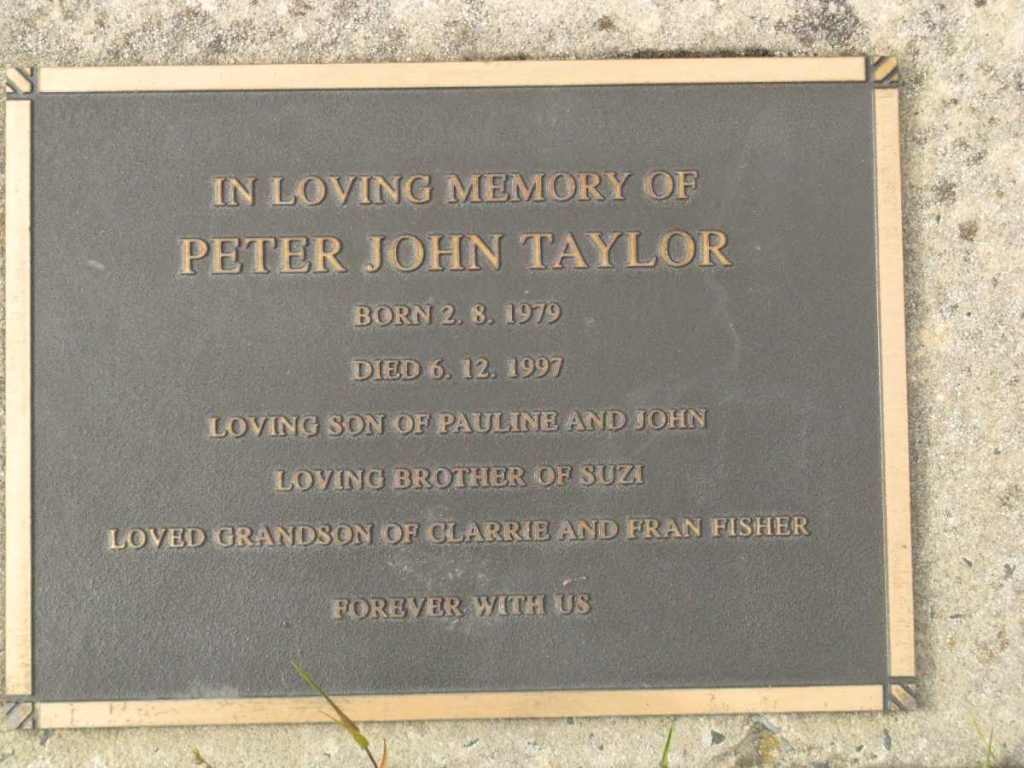 IN LOVING MEMORY OF
PETER JOHN TAYLOR
BORN 2. 8. 1979
DIED 6. 12. 1997
LOVING SON OF PAULINE AND JOHN
LOVING BROTHER OF SUZI
LOVED GRANDSON OF CLARRIE AND FRAN FISHER
FOREVER WITH US